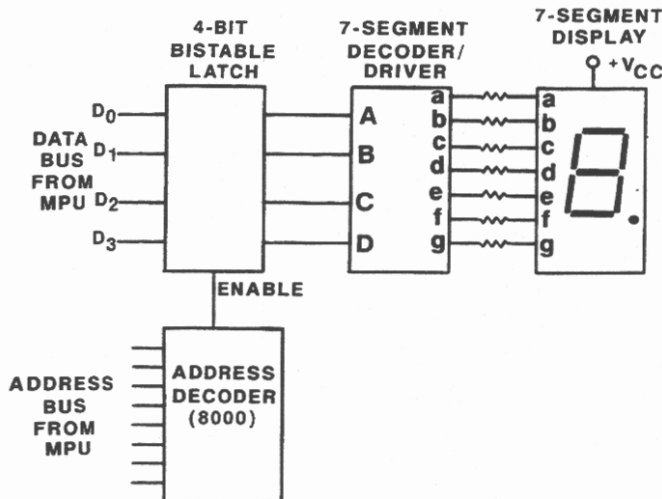 4-BIT
BISTABLE
LATCH
7-SEGMENT
DECODER/
DRIVER
7-SEGMENT
DISPLAY
+VCC
D0
D1
D2
D3
DATA
BUS
FROM
MPU
A
B
C
D
a
b
c
d
e
f
g
a
b
c
d
e
f
g
ENABLE
ADDRESS
DECODER
(8000)
ADDRESS
BUS
FROM
MPU